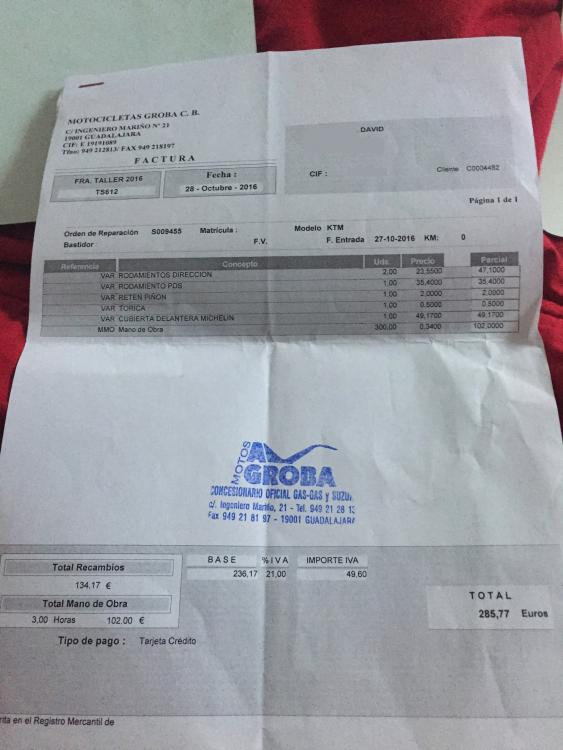 MOTOCICLETAS GROBA C. B.
C/ INGENIERO MARIÑO Nº 21
19001 GUADALAJARA
CIF: E 19191089
Tfno: 949 212813/ FAX 949 218197
FACTURA
FRA. TALLER 2016
TS612
Fecha :
28 - Octubre - 2016
DAVID
CIF :
Cliente C0004482
Página 1 de 1
Orden de Reparación S009455 Matrícula : Modelo KTM
Bastidor F.V. F. Entrada 27-10-2016 KM: 0
Referencia Concepto Uds. Precio Parcial
VAR RODAMIENTOS DIRECCION 2,00 23,5500 47,1000
VAR RODAMIENTO PDS 1,00 35,4000 35,4000
VAR RETEN PIÑON 1,00 2,0000 2,0000
VAR TORICA 1,00 0,5000 0,5000
VAR CUBIERTA DELANTERA MICHELIN 1,00 49,1700 49,1700
MMO Mano de Obra 300,00 0,3400 102,0000
MOTOS
GROBA
CONCESIONARIO OFICIAL GAS-GAS y SUZU
c/. Ingeniero Mariño, 21 - Tel. 949 21 28 13
Fax 949 21 81 97 - 19001 GUADALAJARA
Total Recambios
134,17 €
Total Mano de Obra
3,00 Horas 102,00 €
BASE %IVA IMPORTE IVA
236,17 21,00 49,60
TOTAL
285,77 Euros
Tipo de pago : Tarjeta Crédito
rita en el Registro Mercantil de